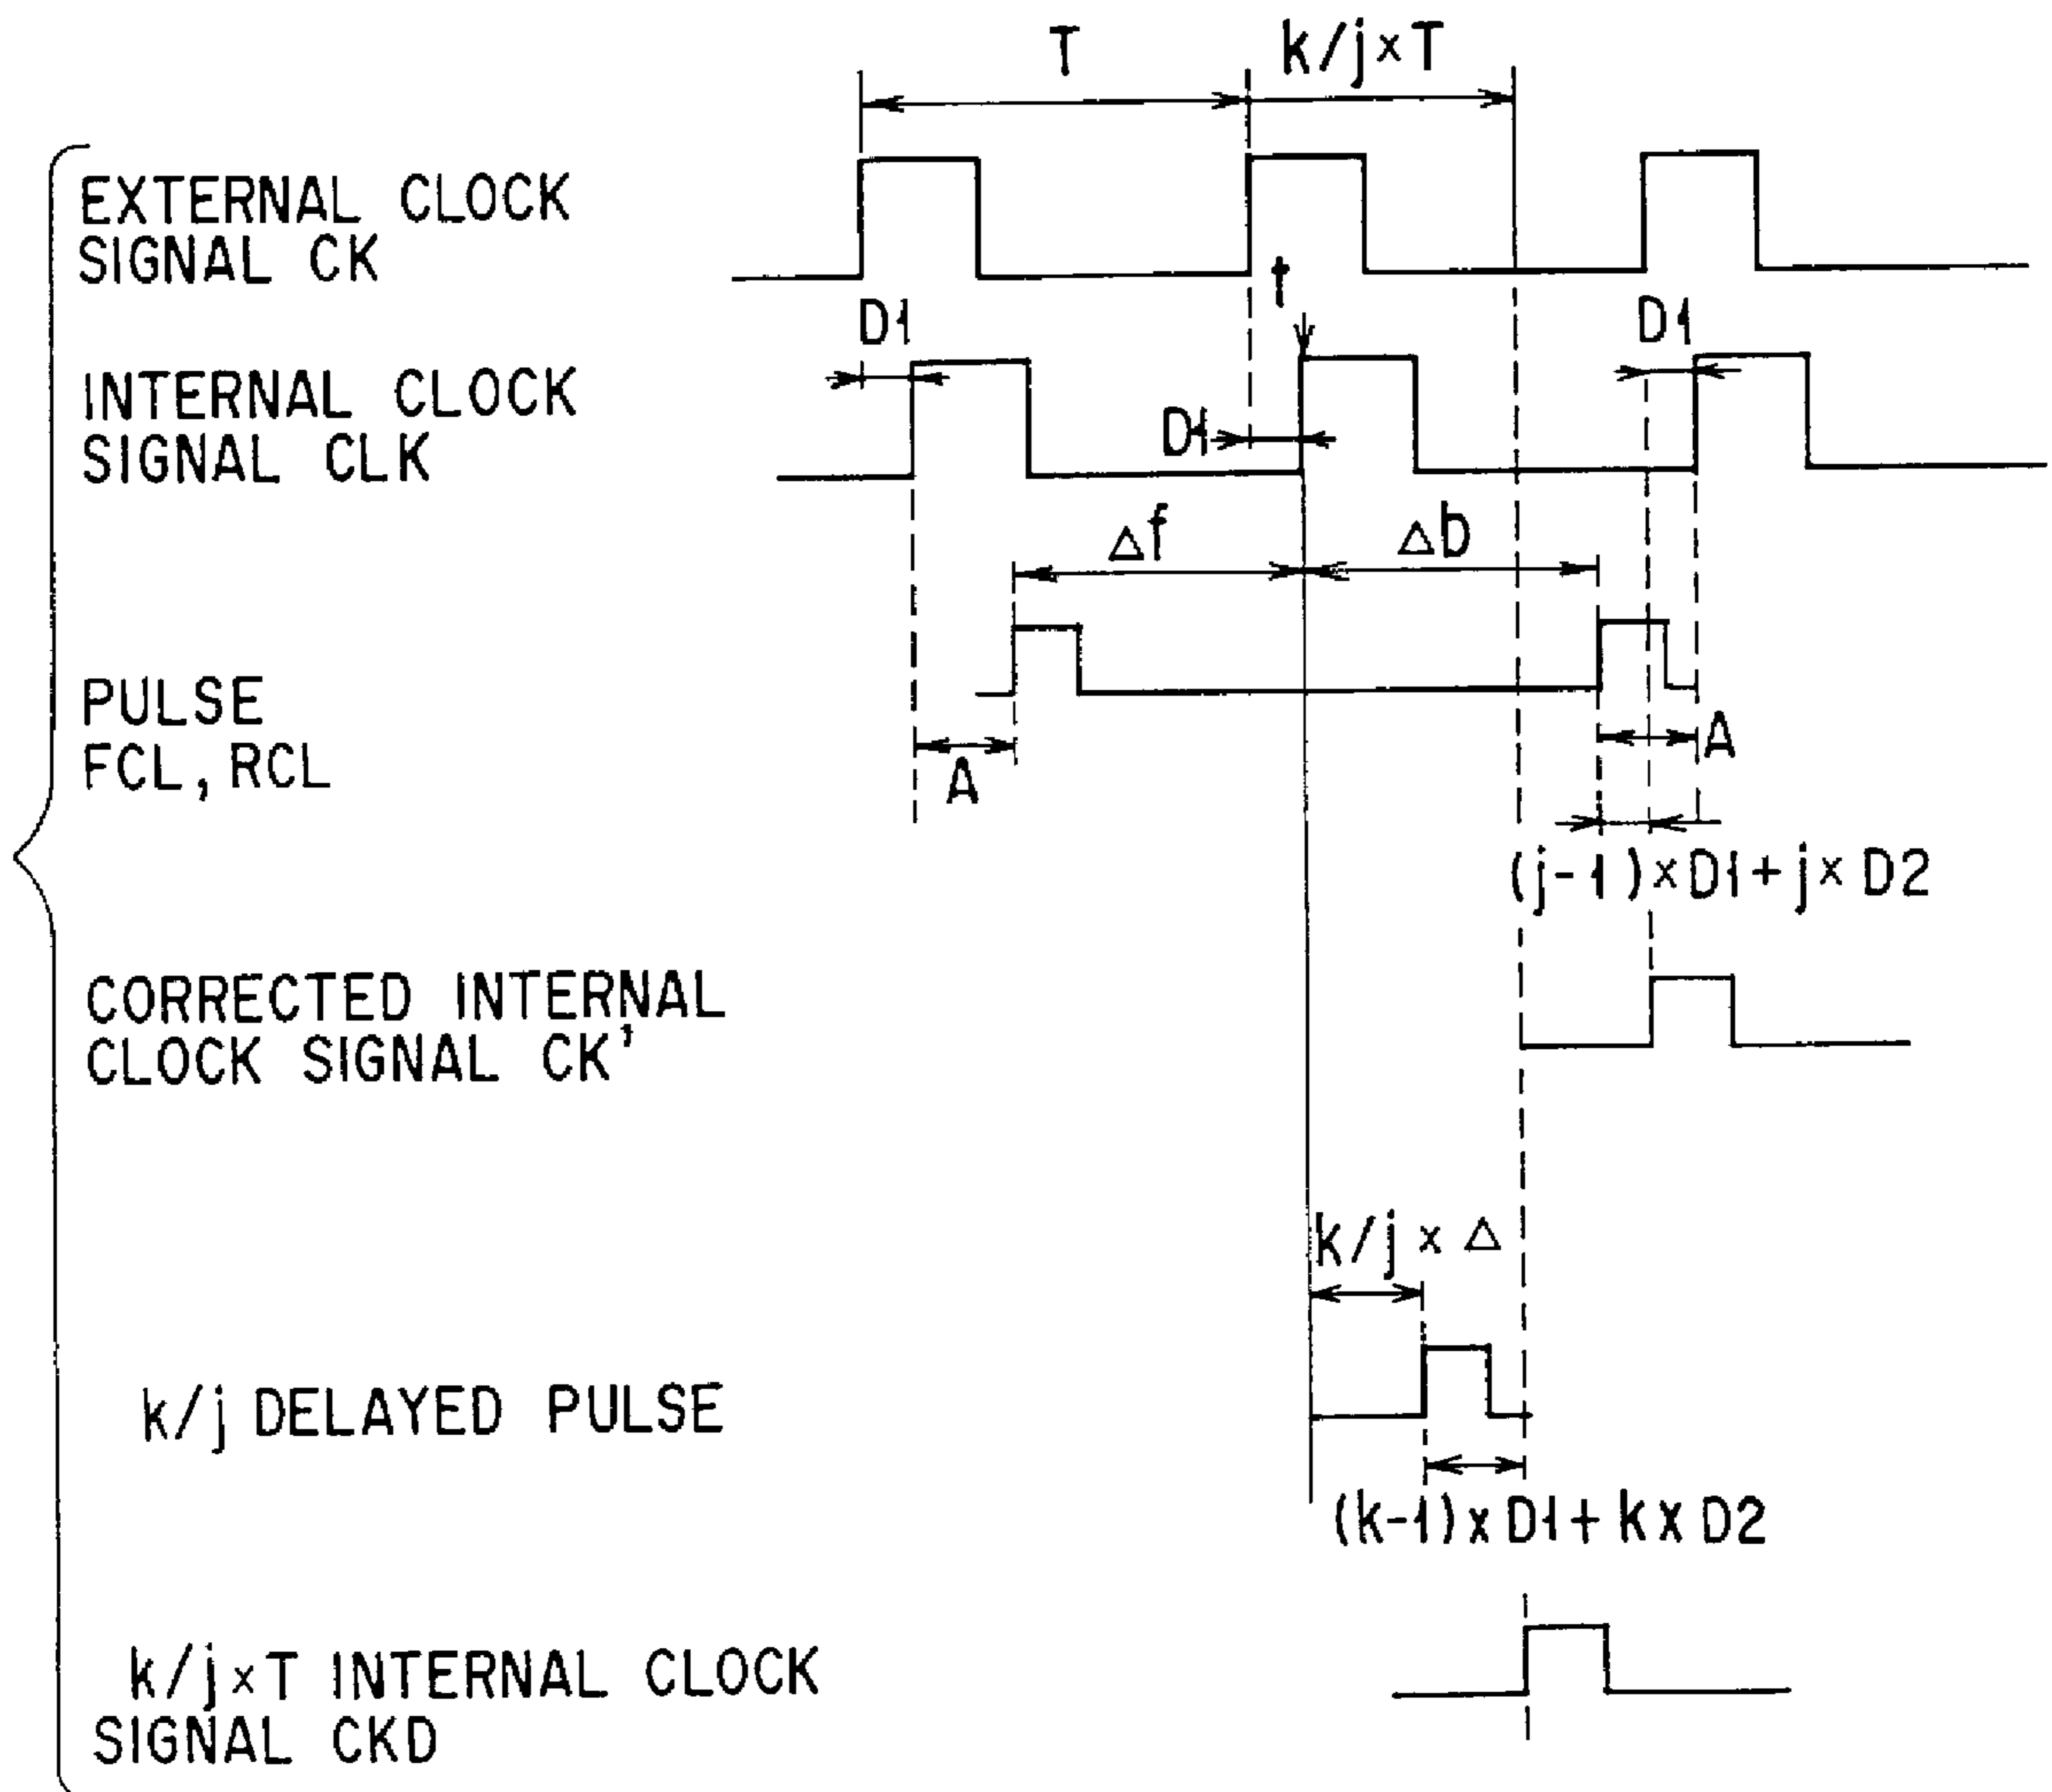 T
k/j×T
EXTERNAL CLOCK
SIGNAL CK
t
D1
D1
INTERNAL CLOCK
SIGNAL CLK
D1
Δf
Δb
PULSE
FCL, RCL
A
A
(j-1)×D1+j×D2
CORRECTED INTERNAL
CLOCK SIGNAL CK'
k/j × Δ
k/j DELAYED PULSE
(k-1)×D1+k×D2
k/j×T INTERNAL CLOCK
SIGNAL CKD